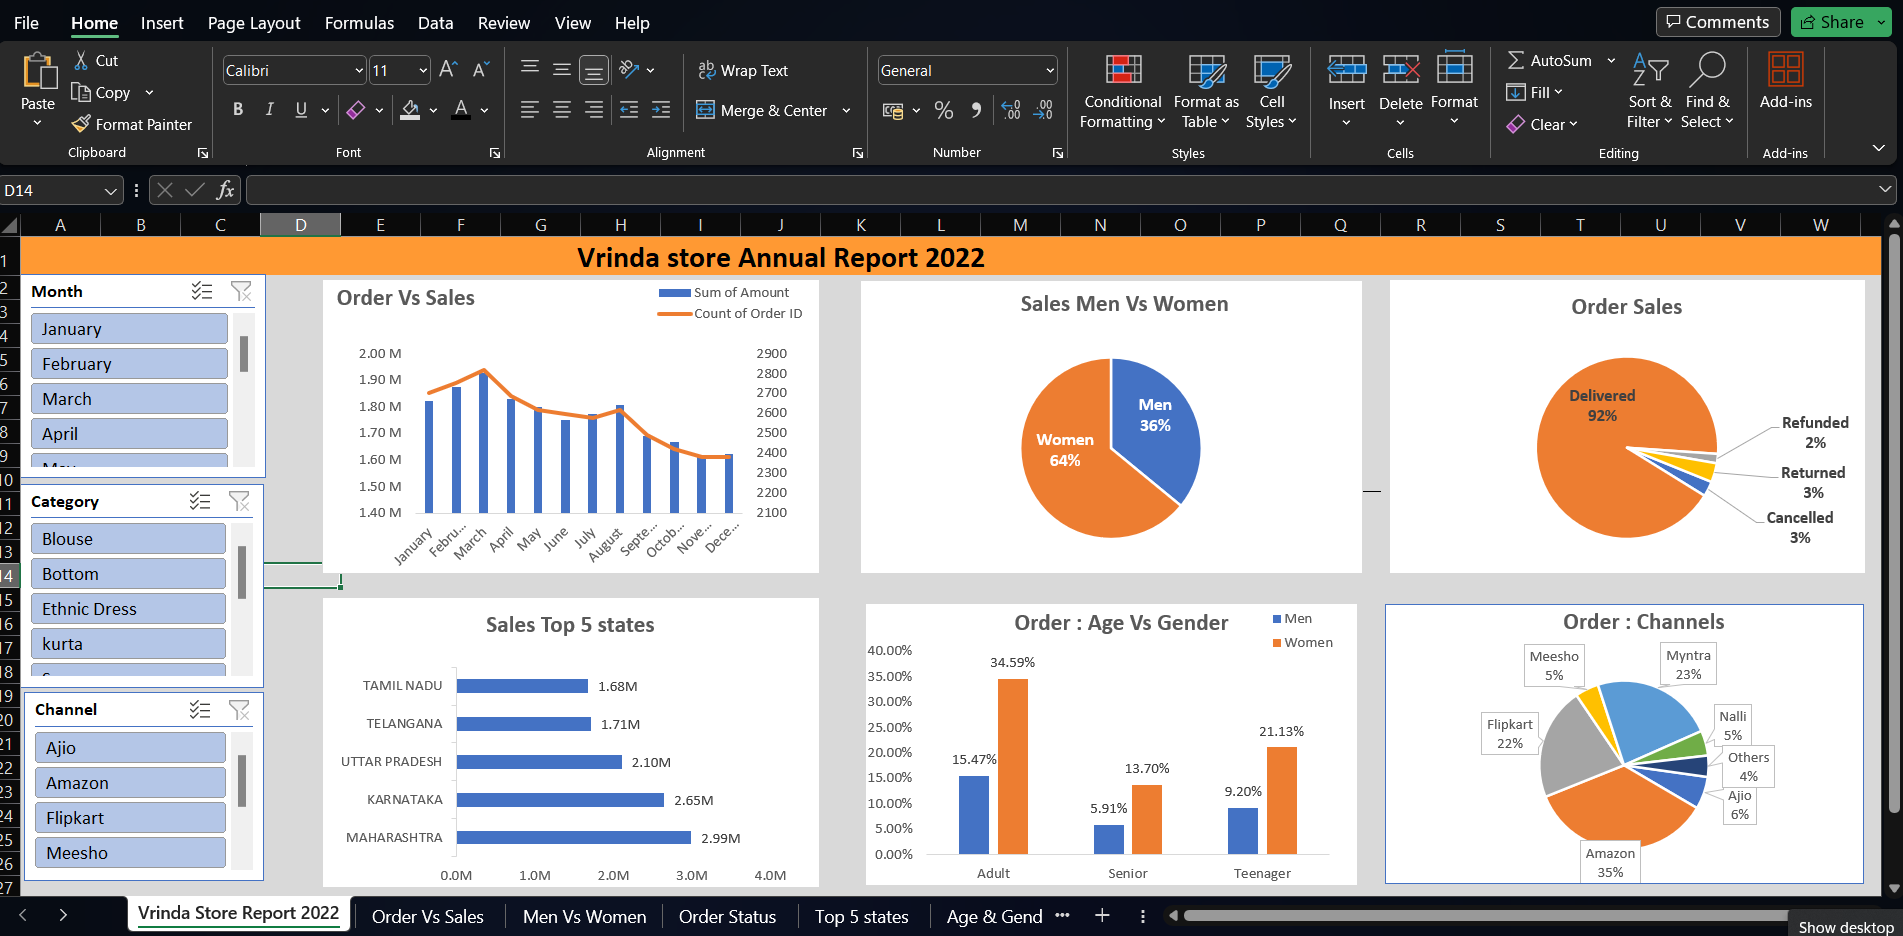 File Home Insert Page Layout Formulas Data Review View Help Comments Share
Paste
Cut
Copy
Format Painter
Clipboard
Calibri 11
B I U A
Font
Wrap Text
Merge & Center
Alignment
General
% 9 .00
Number
Conditional Formatting
Format as Table
Cell Styles
Styles
Insert Delete Format
Cells
AutoSum
Fill
Clear
Sort & Filter
Find & Select
Editing
Add-ins
Add-ins
D14 fx
A B C D E F G H I J K L M N O P Q R S T U V W
1
2
3
4
5
6
7
8
9
10
11
12
13
14
15
16
17
18
19
20
21
22
23
24
25
26
27
Vrinda store Annual Report 2022
Month
January
February
March
April
Category
Blouse
Bottom
Ethnic Dress
kurta
Channel
Ajio
Amazon
Flipkart
Meesho
Order Vs Sales
Sum of Amount
Count of Order ID
2.00 M
1.90 M
1.80 M
1.70 M
1.60 M
1.50 M
1.40 M
2900
2800
2700
2600
2500
2400
2300
2200
2100
January
Febru...
March
April
May
June
July
August
Septe...
Octob...
Nove...
Dece...
Sales Men Vs Women
Men
36%
Women
64%
Order Sales
Delivered
92%
Refunded
2%
Returned
3%
Cancelled
3%
Sales Top 5 states
TAMIL NADU 1.68M
TELANGANA 1.71M
UTTAR PRADESH 2.10M
KARNATAKA 2.65M
MAHARASHTRA 2.99M
0.0M 1.0M 2.0M 3.0M 4.0M
Order : Age Vs Gender
Men
Women
40.00%
35.00%
30.00%
25.00%
20.00%
15.00%
10.00%
5.00%
0.00%
15.47% 34.59%
5.91% 13.70%
9.20% 21.13%
Adult Senior Teenager
Order : Channels
Meesho
5%
Myntra
23%
Flipkart
22%
Nalli
5%
Others
4%
Ajio
6%
Amazon
35%
Vrinda Store Report 2022 Order Vs Sales Men Vs Women Order Status Top 5 states Age & Gend ...
Show desktop